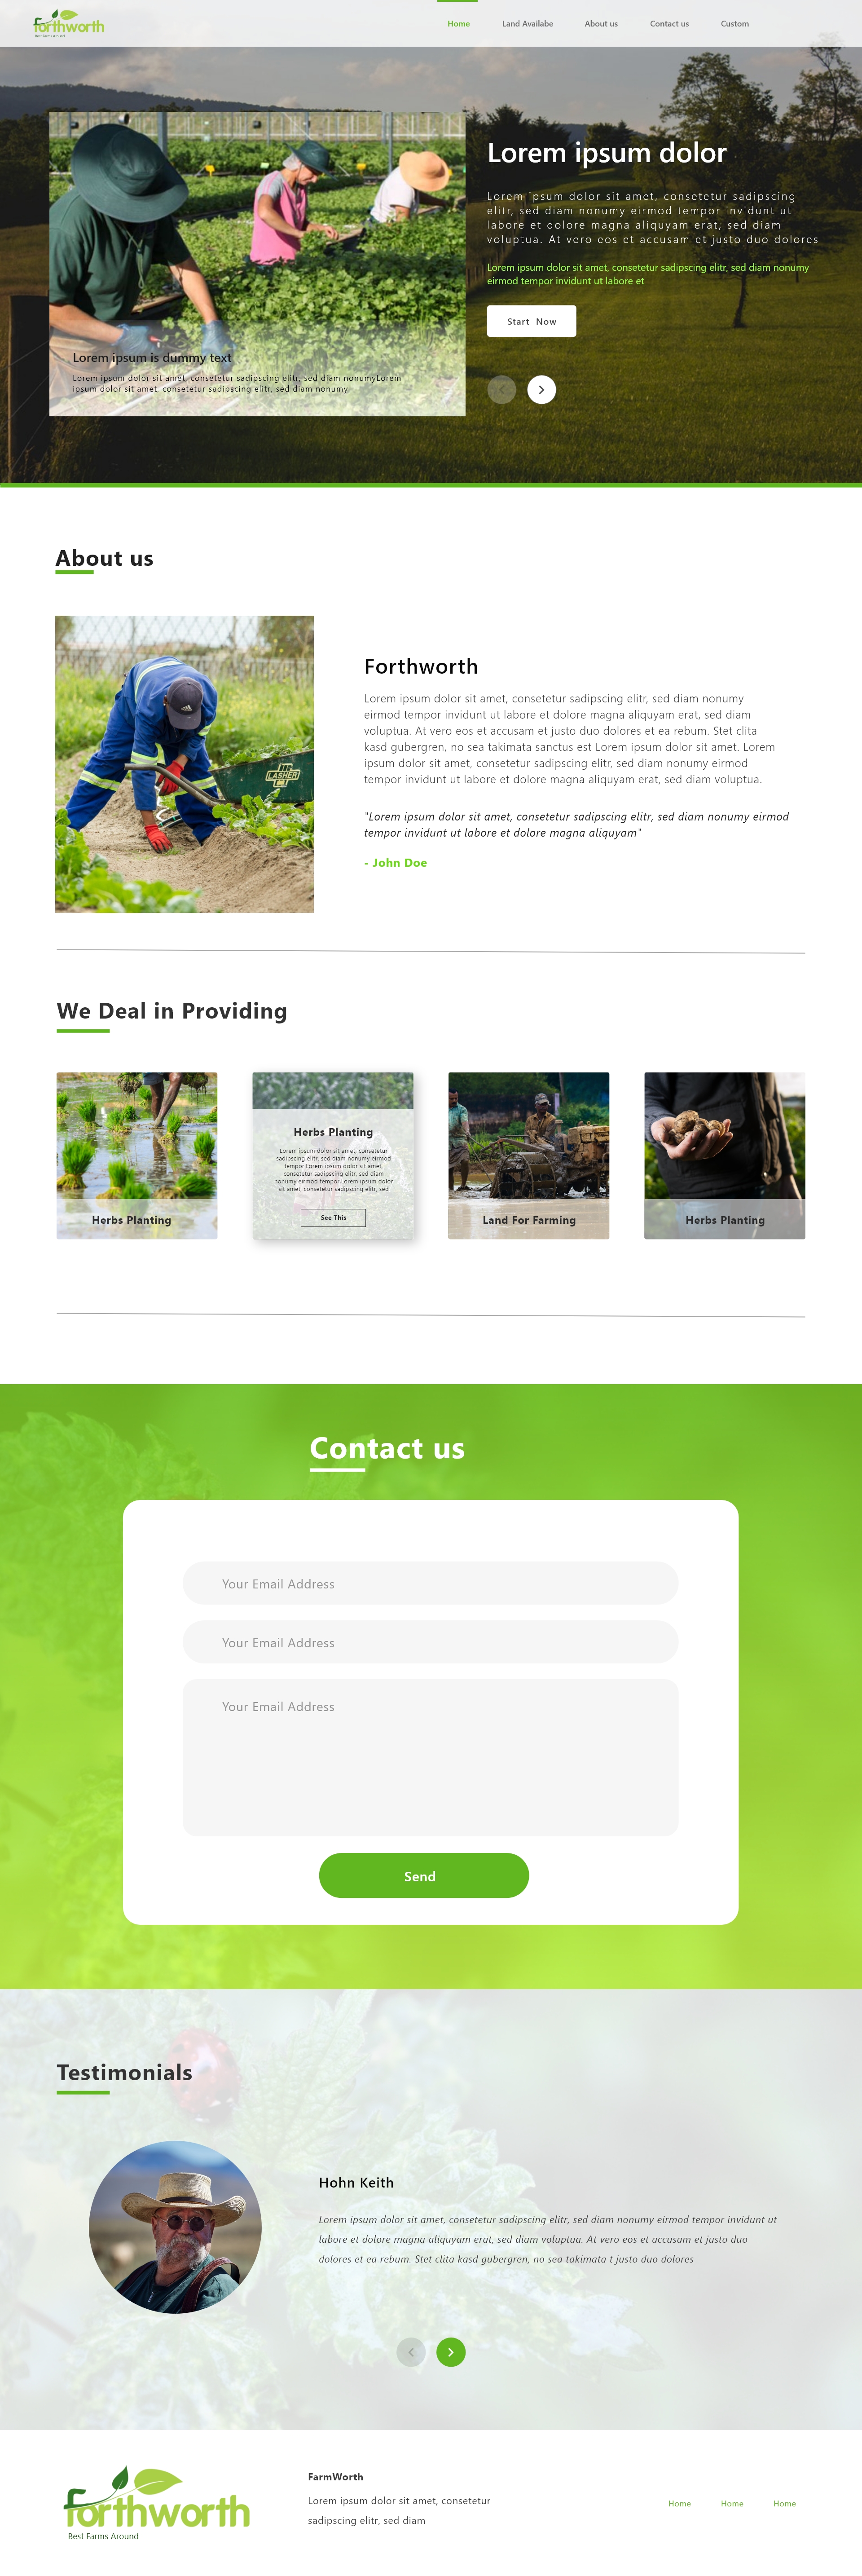 forthworth
Best Farms Around
Home
Land Availabe
About us
Contact us
Custom
Lorem ipsum dolor
Lorem ipsum dolor sit amet, consetetur sadipscing
elitr, sed diam nonumy eirmod tempor invidunt ut
labore et dolore magna aliquyam erat, sed diam
voluptua. At vero eos et accusam et justo duo dolores
Lorem ipsum dolor sit amet, consetetur sadipscing elitr, sed diam nonumy
eirmod tempor invidunt ut labore et
Start Now
Lorem ipsum is dummy text
Lorem ipsum dolor sit amet, consetetur sadipscing elitr, sed diam nonumyLorem
ipsum dolor sit amet, consetetur sadipscing elitr, sed diam nonumy
About us
LASHER
Forthworth
Lorem ipsum dolor sit amet, consetetur sadipscing elitr, sed diam nonumy
eirmod tempor invidunt ut labore et dolore magna aliquyam erat, sed diam
voluptua. At vero eos et accusam et justo duo dolores et ea rebum. Stet clita
kasd gubergren, no sea takimata sanctus est Lorem ipsum dolor sit amet. Lorem
ipsum dolor sit amet, consetetur sadipscing elitr, sed diam nonumy eirmod
tempor invidunt ut labore et dolore magna aliquyam erat, sed diam voluptua.
"Lorem ipsum dolor sit amet, consetetur sadipscing elitr, sed diam nonumy eirmod
tempor invidunt ut labore et dolore magna aliquyam"
- John Doe
We Deal in Providing
Herbs Planting
Herbs Planting
Lorem ipsum dolor sit amet, consetetur
sadipscing elitr, sed diam nonumy eirmod
tempor.Lorem ipsum dolor sit amet,
consetetur sadipscing elitr, sed diam
nonumy eirmod tempor.Lorem ipsum dolor
sit amet, consetetur sadipscing elitr, sed
See This
Land For Farming
Herbs Planting
Contact us
Your Email Address
Your Email Address
Your Email Address
Send
Testimonials
Hohn Keith
Lorem ipsum dolor sit amet, consetetur sadipscing elitr, sed diam nonumy eirmod tempor invidunt ut
labore et dolore magna aliquyam erat, sed diam voluptua. At vero eos et accusam et justo duo
dolores et ea rebum. Stet clita kasd gubergren, no sea takimata t justo duo dolores
forthworth
Best Farms Around
FarmWorth
Lorem ipsum dolor sit amet, consetetur
sadipscing elitr, sed diam
Home
Home
Home